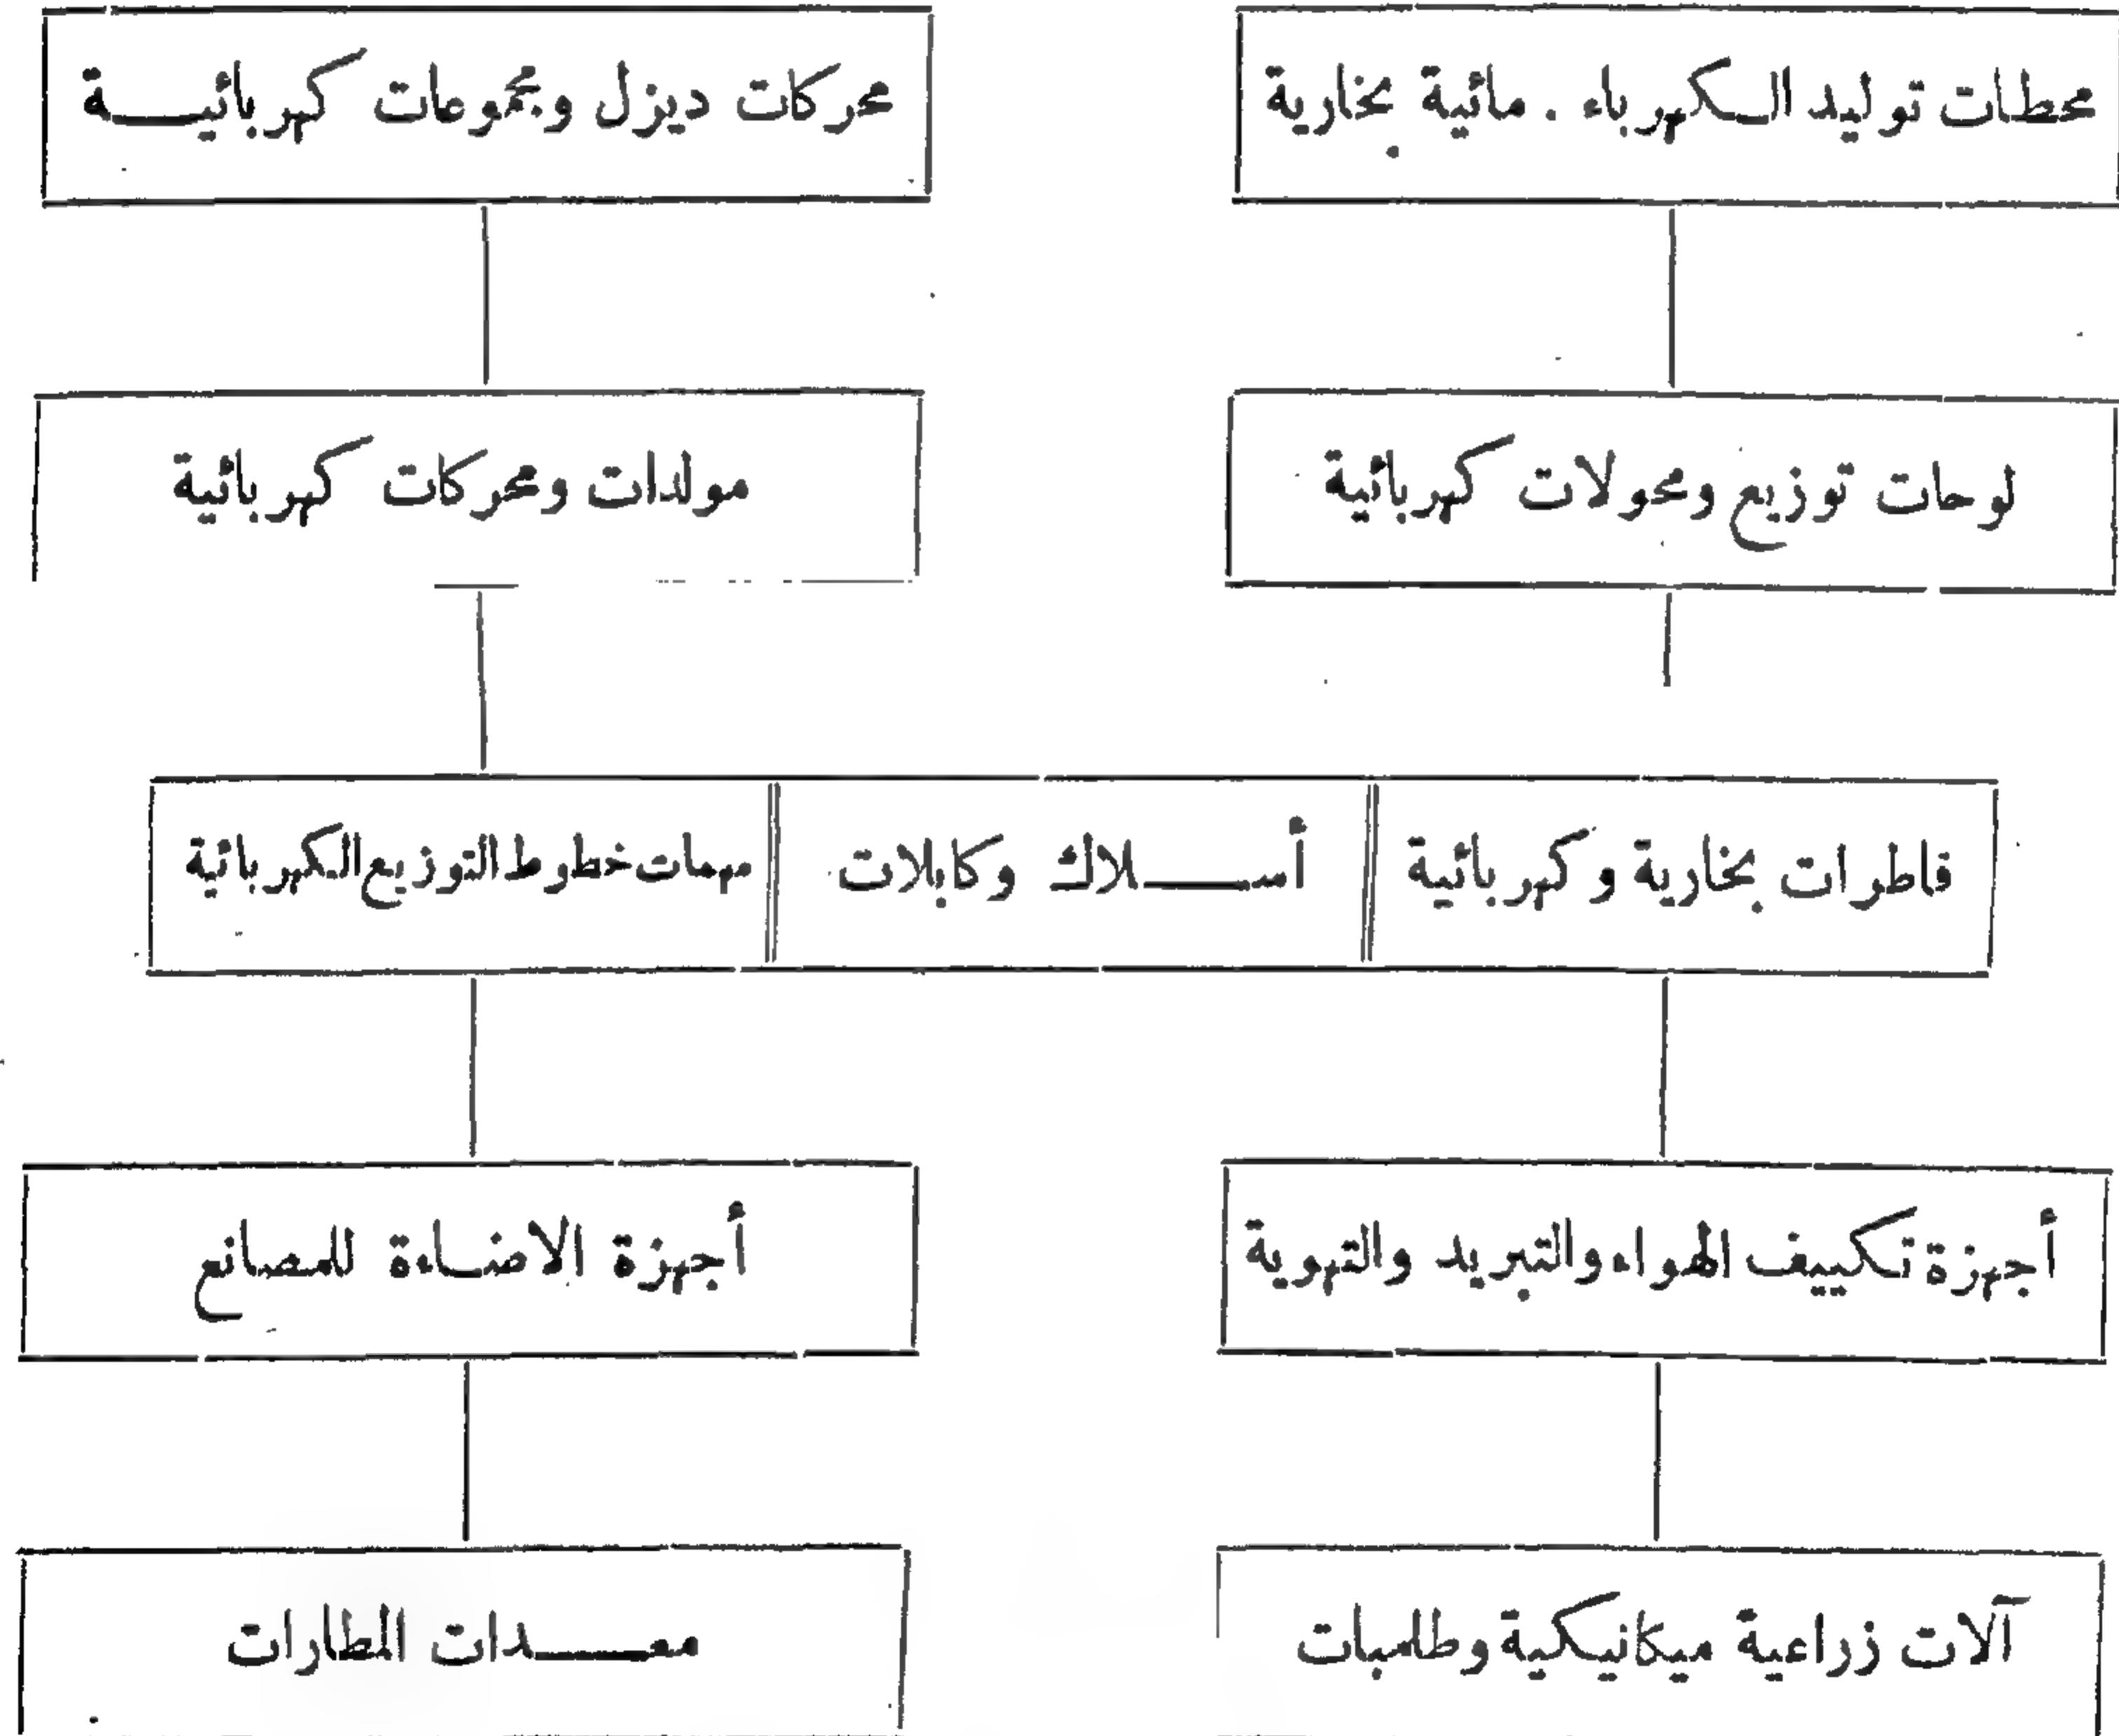 محطات توليد الكهرباء . مائية بخارية
محركات ديزل ومجموعات كهربائية
لوحات توزيع ومحولات كهربائية
مولدات ومحركات كهربائية
قاطرات بخارية وكهربائية
أسلاك وكابلات
مهمات خطوط التوزيع الكهربائية
أجهزة تكييف الهواء والتبريد والتهوية
أجهزة الاضاءة للمصانع
آلات زراعية ميكانيكية وطلمبات
معدات المطارات